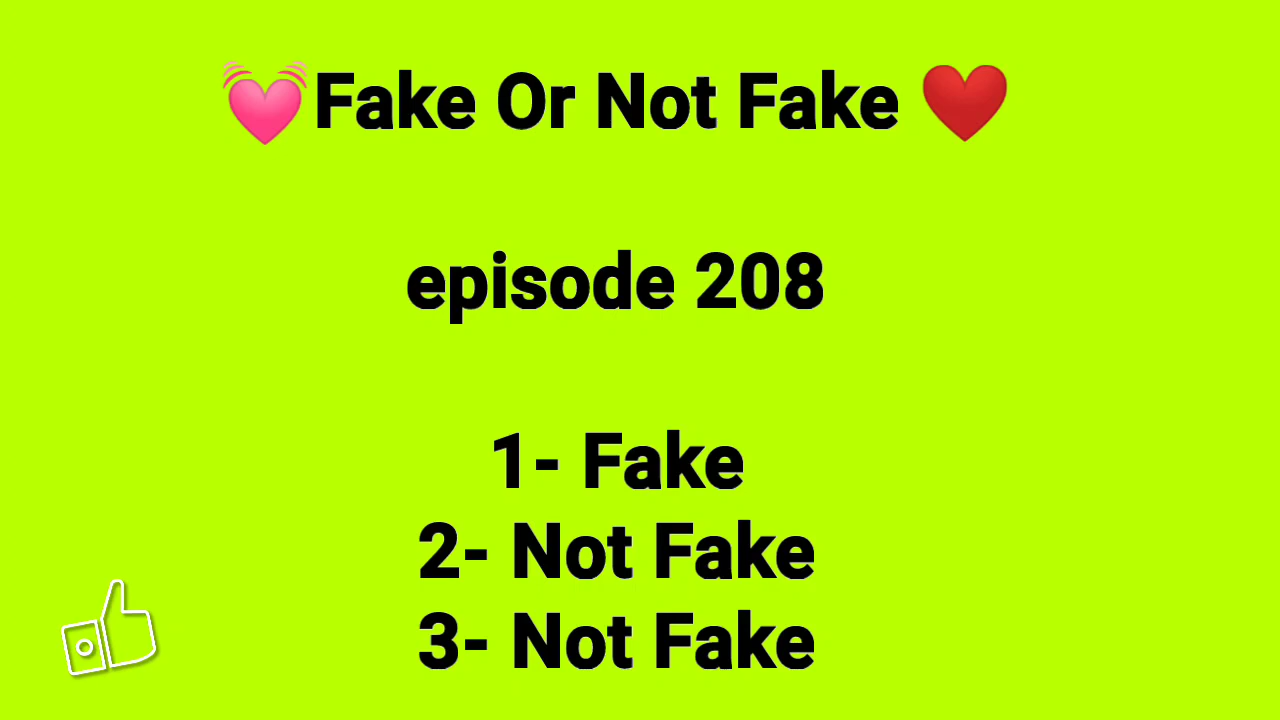 💓Fake Or Not Fake ❤️
episode 208
1- Fake
2- Not Fake
3- Not Fake